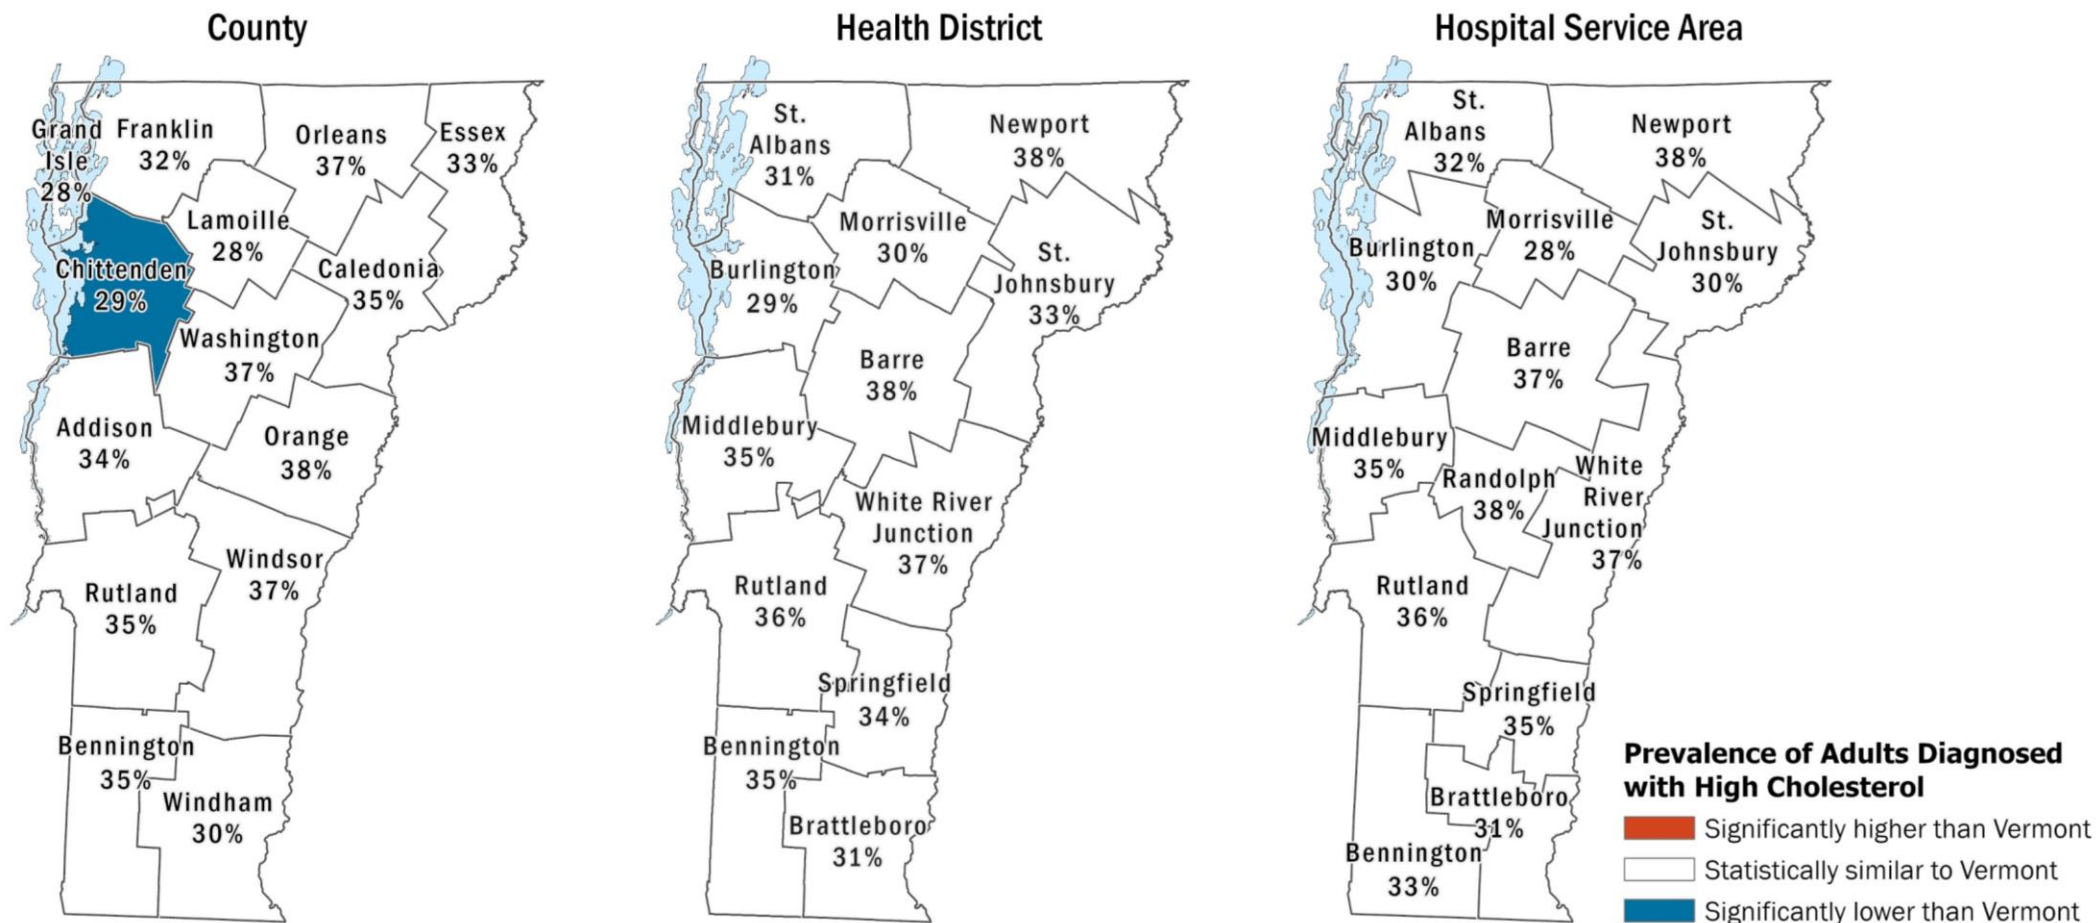 County
Grand
Isle
28%
Franklin
32%
Orleans
37%
Essex
33%
Lamoille
28%
Chittenden
29%
Caledonia
35%
Washington
37%
Addison
34%
Orange
38%
Windsor
37%
Rutland
35%
Bennington
35%
Windham
30%
Health District
St.
Albans
31%
Newport
38%
Morrisville
30%
Burlington
29%
St.
Johnsbury
33%
Barre
38%
Middlebury
35%
White River
Junction
37%
Rutland
36%
Springfield
34%
Bennington
35%
Brattleboro
31%
Hospital Service Area
St.
Albans
32%
Newport
38%
Morrisville
28%
Burlington
30%
St.
Johnsbury
30%
Barre
37%
Middlebury
35%
Randolph
38%
White
River
Junction
37%
Rutland
36%
Springfield
35%
Brattleboro
31%
Bennington
33%
Prevalence of Adults Diagnosed
with High Cholesterol
Significantly higher than Vermont
Statistically similar to Vermont
Significantly lower than Vermont